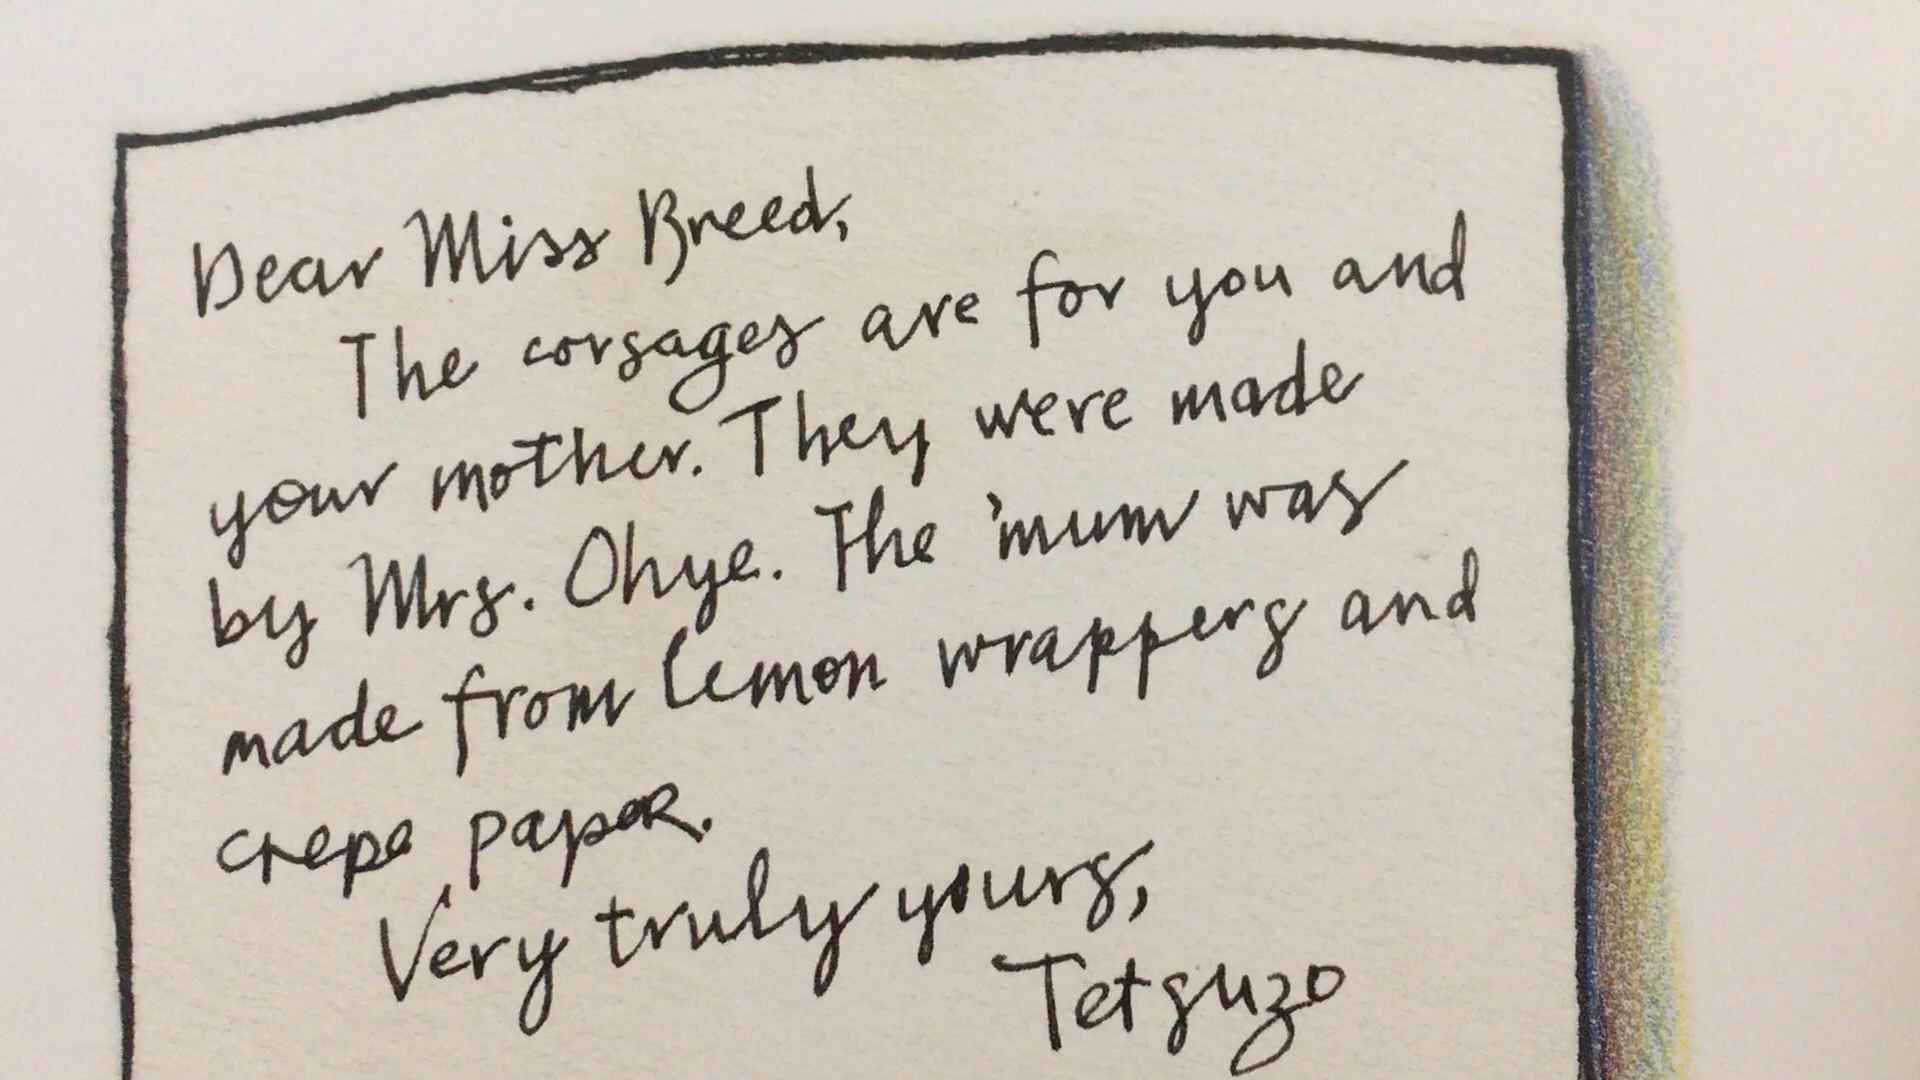 Dear Miss Breed,
The corsages are for you and
your mother. They were made
by Mrs. Ohye. The 'mum was
made from lemon wrappers and
crepe paper.
Very truly yours,
Tetsuzo